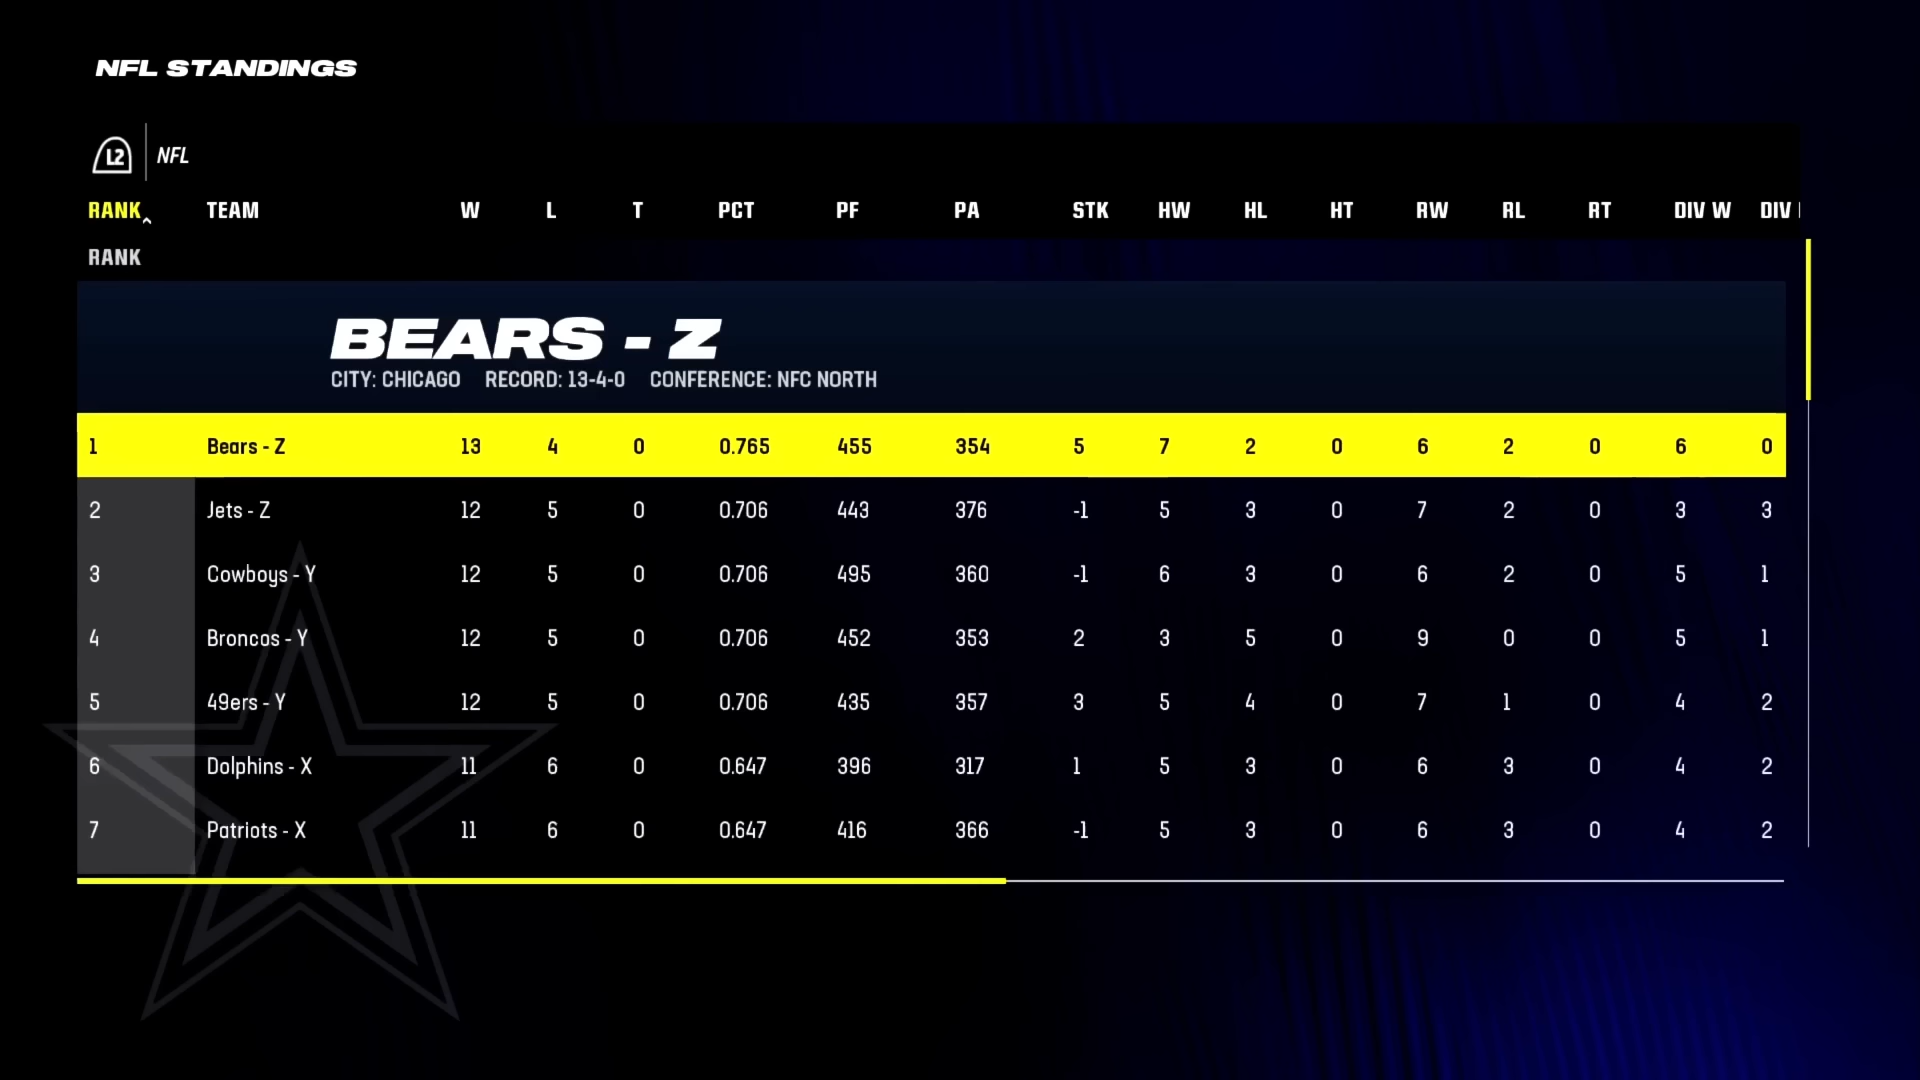 NFL STANDINGS
L2 NFL
RANK TEAM W L T PCT PF PA STK HW HL HT RW RL RT DIV W DIV
RANK
BEARS - Z
CITY: CHICAGO RECORD: 13-4-0 CONFERENCE: NFC NORTH
1 Bears - Z 13 4 0 0.765 455 354 5 7 2 0 6 2 0 6 0
2 Jets - Z 12 5 0 0.706 443 376 -1 5 3 0 7 2 0 3 3
3 Cowboys - Y 12 5 0 0.706 495 360 -1 6 3 0 6 2 0 5 1
4 Broncos - Y 12 5 0 0.706 452 353 2 3 5 0 9 0 0 5 1
5 49ers - Y 12 5 0 0.706 435 357 3 5 4 0 7 1 0 4 2
6 Dolphins - X 11 6 0 0.647 396 317 1 5 3 0 6 3 0 4 2
7 Patriots - X 11 6 0 0.647 416 366 -1 5 3 0 6 3 0 4 2